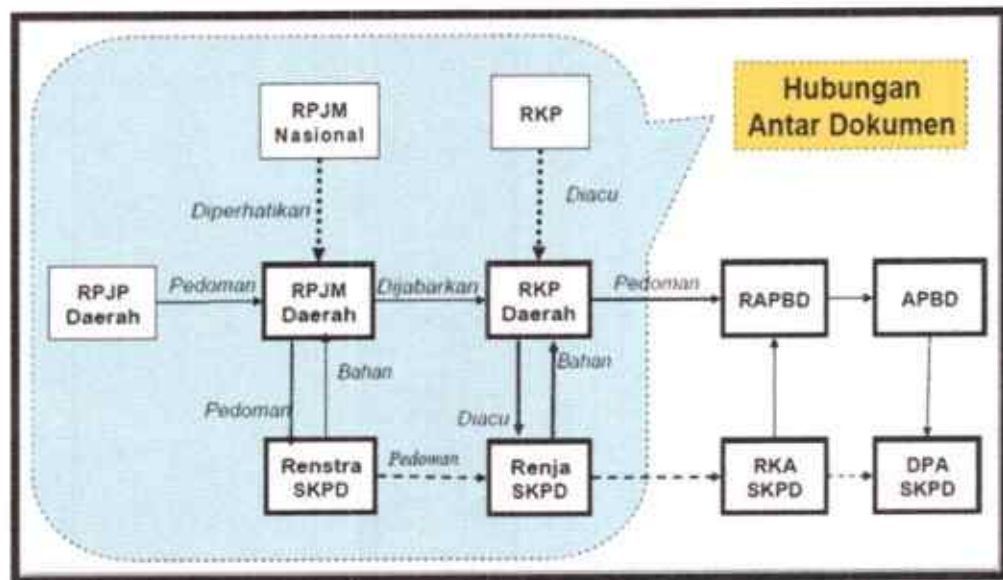 Hubungan
Antar Dokumen
RPJM
Nasional
RKP
Diperhatikan
Diacu
RPJP
Daerah
Pedoman
RPJM
Daerah
Dijabarkan
RKP
Daerah
Pedoman
RAPBD
APBD
Bahan
Pedoman
Bahan
Diacu
Renstra
SKPD
Pedoman
Renja
SKPD
RKA
SKPD
DPA
SKPD